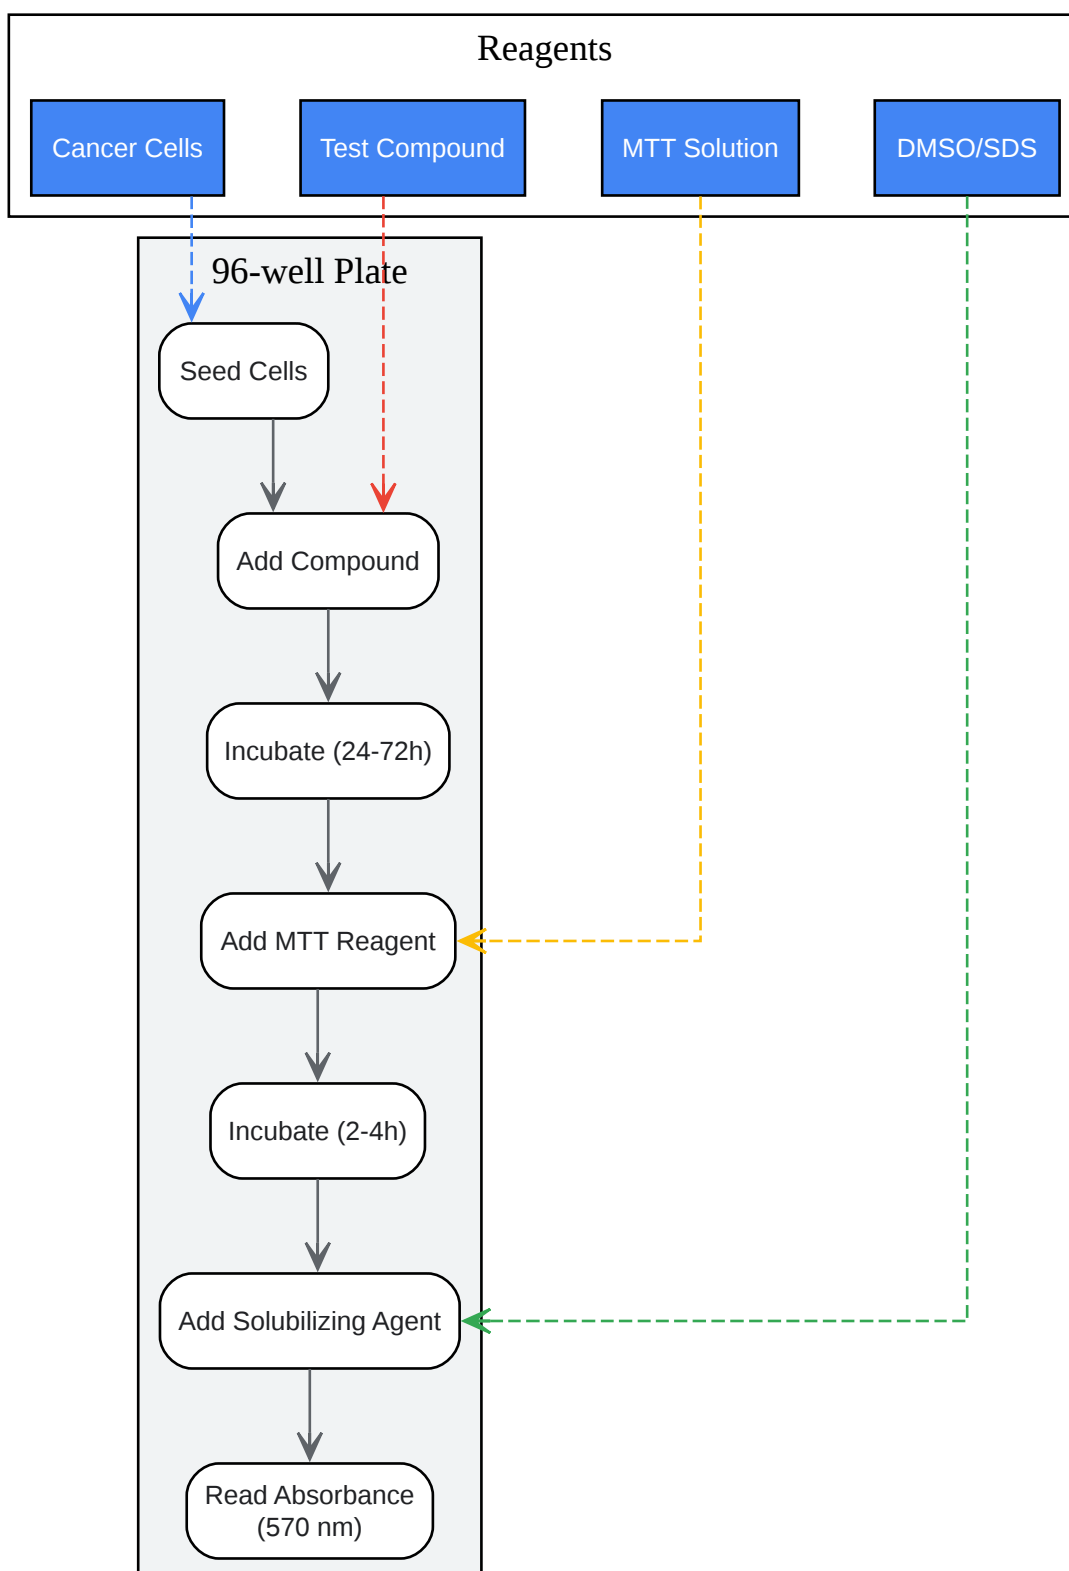 Reagents
Cancer Cells
Test Compound
MTT Solution
DMSO/SDS
96-well Plate
Seed Cells
Add Compound
Incubate (24-72h)
Add MTT Reagent
Incubate (2-4h)
Add Solubilizing Agent
Read Absorbance
(570 nm)